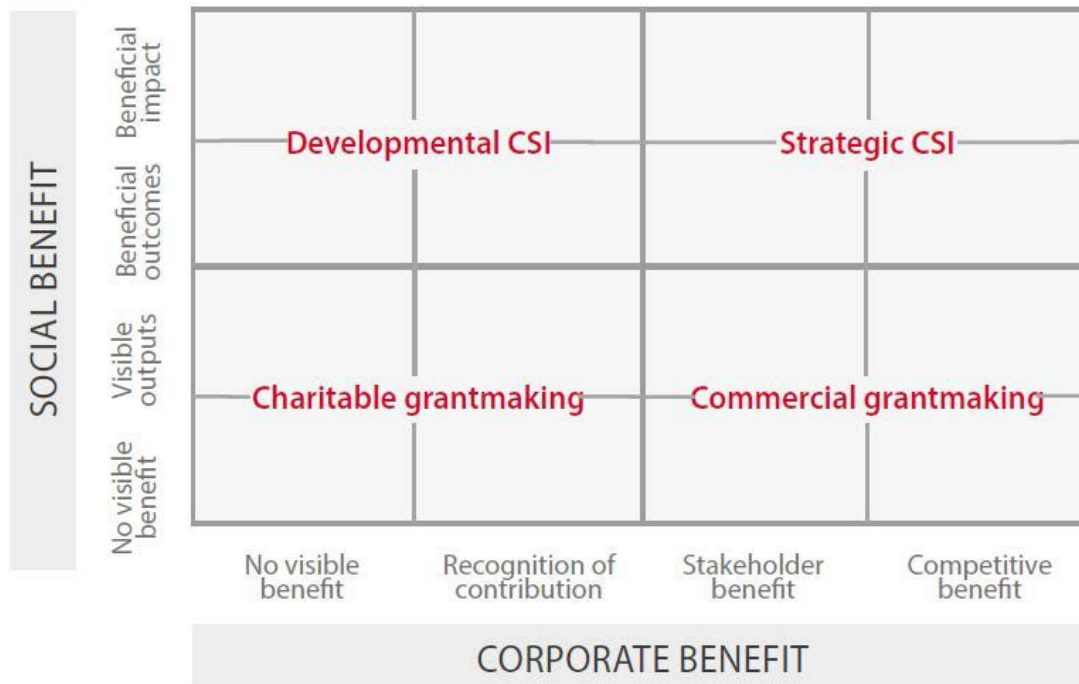 SOCIAL BENEFIT
Beneficial
impact
Beneficial
outcomes
Visible
outputs
No visible
benefit
Developmental CSI
Strategic CSI
Charitable grantmaking
Commercial grantmaking
No visible
benefit
Recognition of
contribution
Stakeholder
benefit
Competitive
benefit
CORPORATE BENEFIT